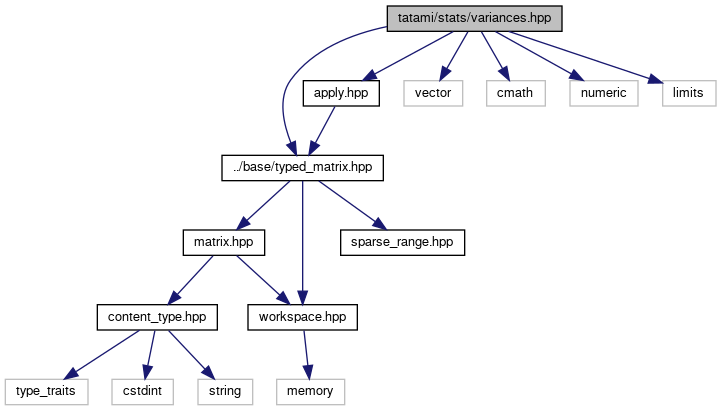 tatami/stats/variances.hpp
apply.hpp
vector
cmath
numeric
limits
../base/typed_matrix.hpp
matrix.hpp
sparse_range.hpp
content_type.hpp
workspace.hpp
type_traits
cstdint
string
memory